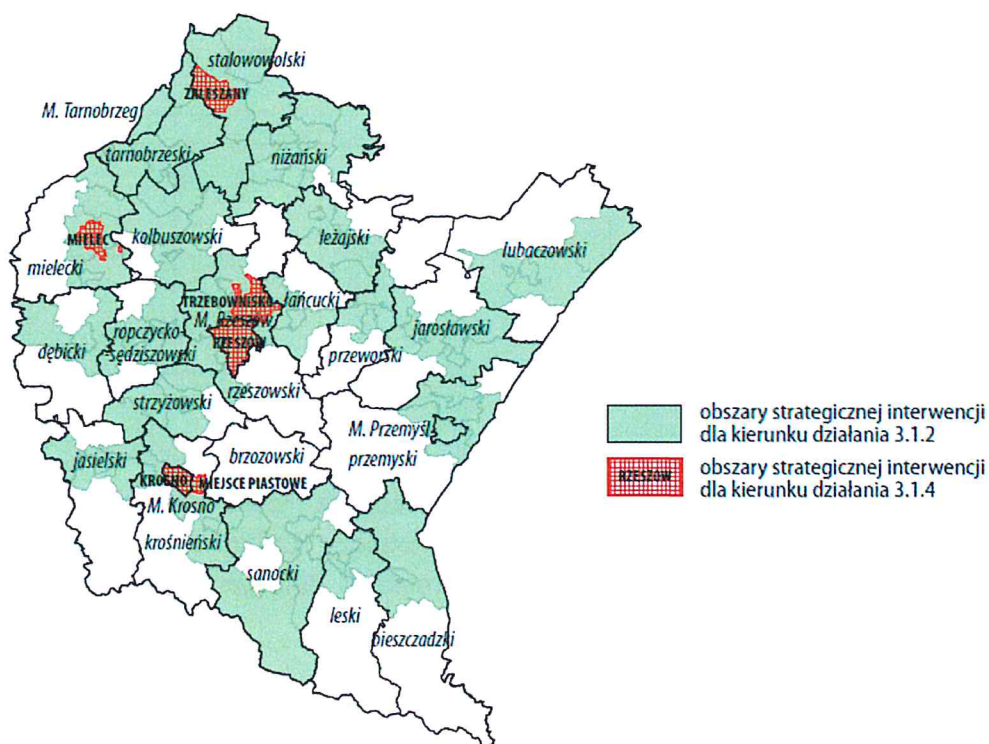 stalowowolski
ZALESZANY
M. Tarnobrzeg
tarnobrzeski
niżański
MIELEC
kolbuszowski
leżajski
lubaczowski
mielecki
TRZEBOWNISKO
łańcucki
M. Rzeszów
RZESZÓW
jarosławski
dębicki
ropczycko-
sędziszowski
przeworski
rzeszowski
strzyżowski
M. Przemyśl
przemyski
jasielski
brzozowski
KROSNO
MIEJSCE PIASTOWE
M. Krosno
krośnieński
sanocki
leski
bieszczadzki
obszary strategicznej interwencji
dla kierunku działania 3.1.2
RZESZÓW
obszary strategicznej interwencji
dla kierunku działania 3.1.4